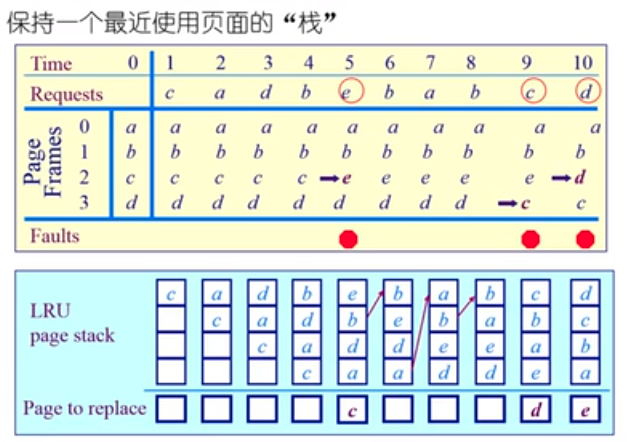 保持一个最近使用页面的“栈”
Time 0 1 2 3 4 5 6 7 8 9 10
Requests c a d b e b a b c d
Page Frames
0 a a a a a a a a a a a
1 b b b b b b b b b b b
2 c c c c c e e e e e d
3 d d d d d d d d d c c
Faults
LRU page stack
c a d b e b a b c d
c a d b e b a b c
c a d d e e a b
c a a d d e a
Page to replace c d e